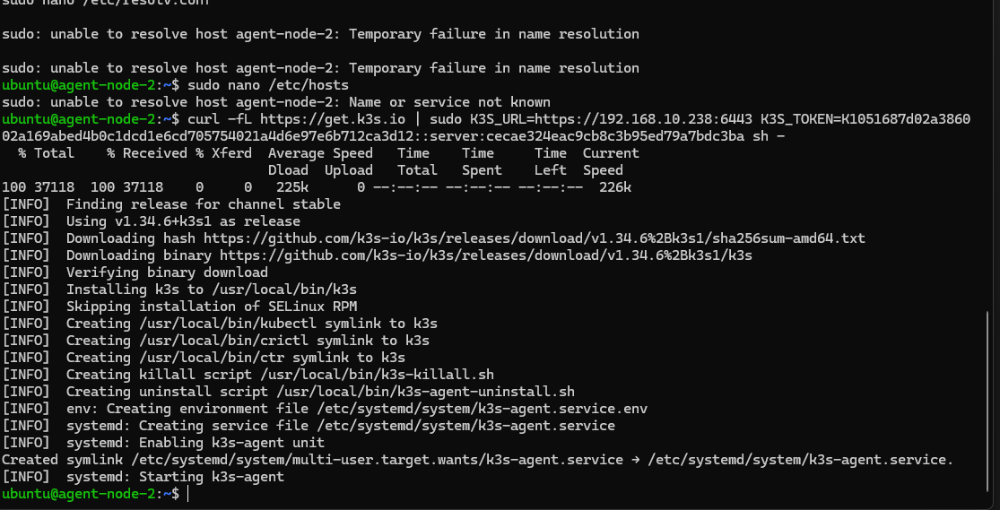 sudo nano /etc/resolv.conf
sudo: unable to resolve host agent-node-2: Temporary failure in name resolution
sudo: unable to resolve host agent-node-2: Temporary failure in name resolution
ubuntu@agent-node-2:~$ sudo nano /etc/hosts
sudo: unable to resolve host agent-node-2: Name or service not known
ubuntu@agent-node-2:~$ curl -fL https://get.k3s.io | sudo K3S_URL=https://192.168.10.238:6443 K3S_TOKEN=K1051687d02a3860
02a169abed4b0c1dcd1e6cd705754021a4d6e97e6b712ca3d12::server:cecae324eac9cb8c3b95ed79a7bdc3ba sh -
  % Total    % Received % Xferd  Average Speed   Time    Time     Time  Current
                                 Dload  Upload   Total   Spent    Left  Speed
100 37118  100 37118    0     0   225k      0 --:--:-- --:--:-- --:--:--  226k
[INFO]  Finding release for channel stable
[INFO]  Using v1.34.6+k3s1 as release
[INFO]  Downloading hash https://github.com/k3s-io/k3s/releases/download/v1.34.6%2Bk3s1/sha256sum-amd64.txt
[INFO]  Downloading binary https://github.com/k3s-io/k3s/releases/download/v1.34.6%2Bk3s1/k3s
[INFO]  Verifying binary download
[INFO]  Installing k3s to /usr/local/bin/k3s
[INFO]  Skipping installation of SELinux RPM
[INFO]  Creating /usr/local/bin/kubectl symlink to k3s
[INFO]  Creating /usr/local/bin/crictl symlink to k3s
[INFO]  Creating /usr/local/bin/ctr symlink to k3s
[INFO]  Creating killall script /usr/local/bin/k3s-killall.sh
[INFO]  Creating uninstall script /usr/local/bin/k3s-agent-uninstall.sh
[INFO]  env: Creating environment file /etc/systemd/system/k3s-agent.service.env
[INFO]  systemd: Creating service file /etc/systemd/system/k3s-agent.service
[INFO]  systemd: Enabling k3s-agent unit
Created symlink /etc/systemd/system/multi-user.target.wants/k3s-agent.service → /etc/systemd/system/k3s-agent.service.
[INFO]  systemd: Starting k3s-agent
ubuntu@agent-node-2:~$